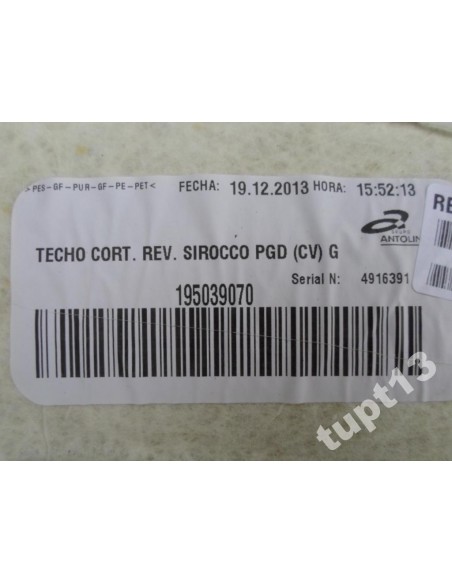 >PES-GF-PUR-GF-PE-PET< FECHA: 19.12.2013 HORA: 15:52:13
RE
GRUPO
ANTOLIN
TECHO CORT. REV. SIROCCO PGD (CV) G
Serial N: 4916391
195039070
tupt13